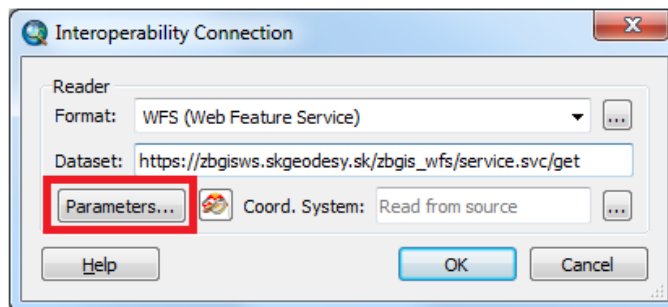 Interoperability Connection
Reader
Format: WFS (Web Feature Service) ...
Dataset: https://zbgisws.skgeodesy.sk/zbgis_wfs/service.svc/get
Parameters... Coord. System: Read from source ...
Help OK Cancel